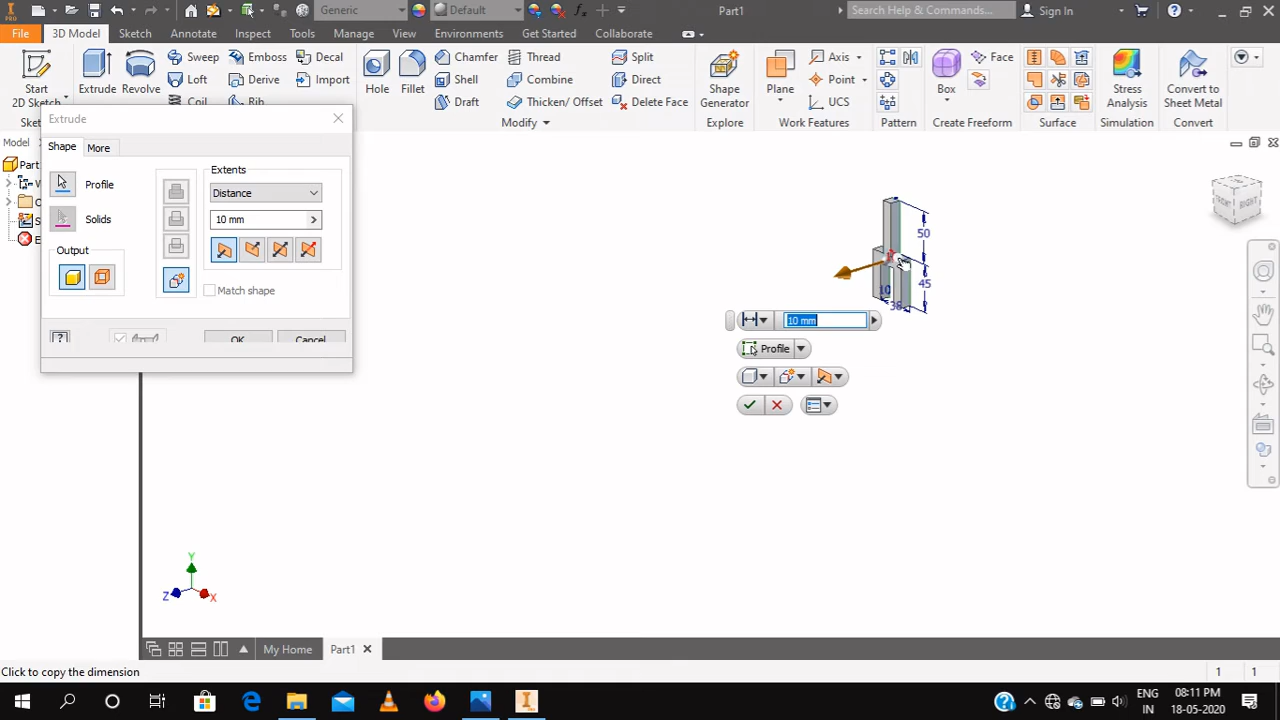 PRO
Generic
Default
Part1
Search Help & Commands...
Sign In
File
3D Model
Sketch
Annotate
Inspect
Tools
Manage
View
Environments
Get Started
Collaborate
Start
2D Sketch
Extrude
Revolve
Sweep
Emboss
Decal
Loft
Derive
Import
Coil
Rib
Hole
Fillet
Chamfer
Thread
Split
Shell
Combine
Direct
Draft
Thicken/ Offset
Delete Face
Modify
Shape
Generator
Explore
Plane
Axis
Point
UCS
Work Features
Pattern
Box
Face
Create Freeform
Surface
Stress
Analysis
Simulation
Convert to
Sheet Metal
Convert
Extrude
Model
Part
Shape
More
Profile
Solids
Output
Extents
Distance
10 mm
Match shape
OK
Cancel
50
45
10
38
10 mm
Profile
FRONT
RIGHT
Y
Z
X
My Home
Part1
Click to copy the dimension
1
1
ENG
IN
08:11 PM
18-05-2020